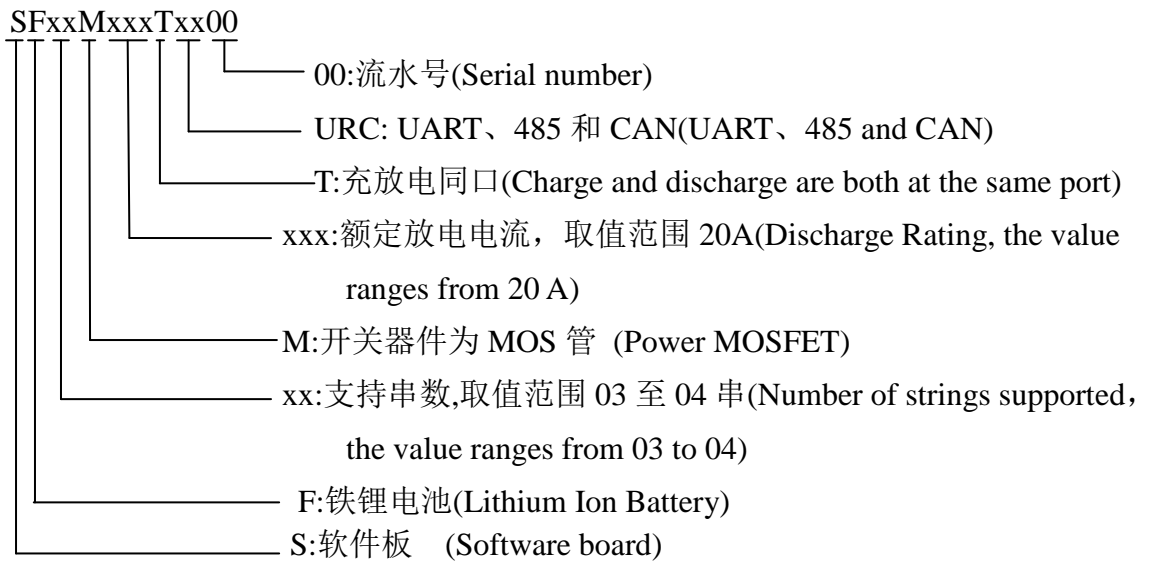 SFxxMxxxTxx00
00:流水号(Serial number)
URC: UART、485 和 CAN(UART、485 and CAN)
T:充放电同口(Charge and discharge are both at the same port)
xxx:额定放电电流，取值范围 20A(Discharge Rating, the value
ranges from 20 A)
M:开关器件为 MOS 管 (Power MOSFET)
xx:支持串数,取值范围 03 至 04 串(Number of strings supported，
the value ranges from 03 to 04)
F:铁锂电池(Lithium Ion Battery)
S:软件板 (Software board)